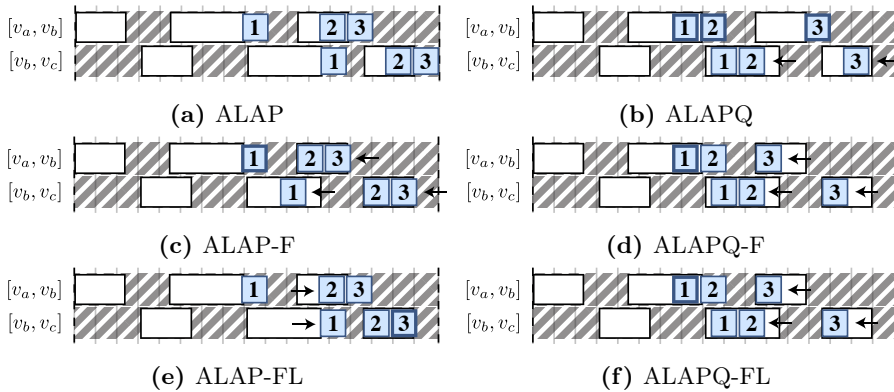 [v_a, v_b] 1 2 3
[v_b, v_c] 1 2 3
(a) ALAP
[v_a, v_b] 1 2 3
[v_b, v_c] 1 2 3
(b) ALAPQ
[v_a, v_b] 1 2 3
[v_b, v_c] 1 2 3
(c) ALAP-F
[v_a, v_b] 1 2 3
[v_b, v_c] 1 2 3
(d) ALAPQ-F
[v_a, v_b] 1 2 3
[v_b, v_c] 1 2 3
(e) ALAP-FL
[v_a, v_b] 1 2 3
[v_b, v_c] 1 2 3
(f) ALAPQ-FL